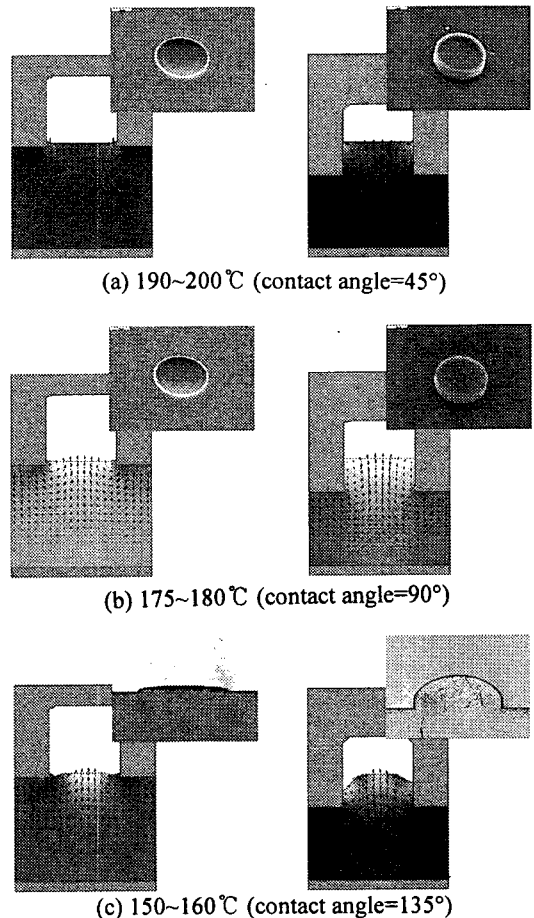 (a) 190~200℃ (contact angle=45°)
(b) 175~180℃ (contact angle=90°)
(c) 150~160℃ (contact angle=135°)